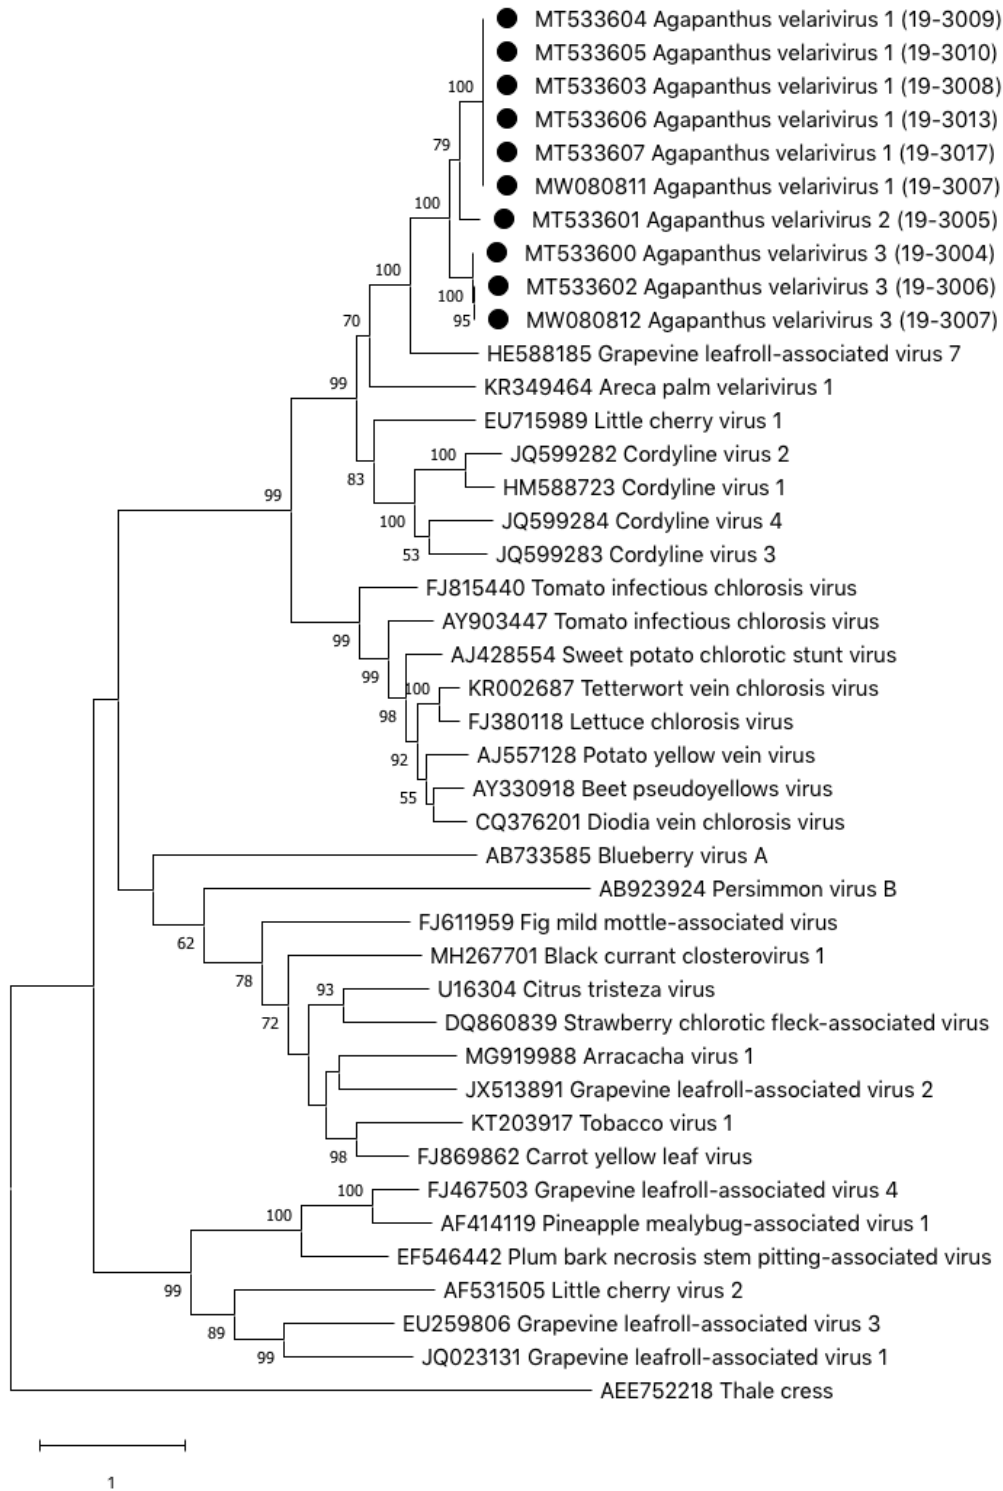 MT533604 Agapanthus velarivirus 1 (19-3009)
MT533605 Agapanthus velarivirus 1 (19-3010)
100
MT533603 Agapanthus velarivirus 1 (19-3008)
MT533606 Agapanthus velarivirus 1 (19-3013)
79
MT533607 Agapanthus velarivirus 1 (19-3017)
MW080811 Agapanthus velarivirus 1 (19-3007)
100
MT533601 Agapanthus velarivirus 2 (19-3005)
MT533600 Agapanthus velarivirus 3 (19-3004)
100
MT533602 Agapanthus velarivirus 3 (19-3006)
100
70
95
MW080812 Agapanthus velarivirus 3 (19-3007)
HE588185 Grapevine leafroll-associated virus 7
99
KR349464 Areca palm velarivirus 1
EU715989 Little cherry virus 1
100
JQ599282 Cordyline virus 2
83
HM588723 Cordyline virus 1
99
100
JQ599284 Cordyline virus 4
53
JQ599283 Cordyline virus 3
FJ815440 Tomato infectious chlorosis virus
AY903447 Tomato infectious chlorosis virus
99
AJ428554 Sweet potato chlorotic stunt virus
99
100
KR002687 Tetterwort vein chlorosis virus
98
FJ380118 Lettuce chlorosis virus
92
AJ557128 Potato yellow vein virus
AY330918 Beet pseudoyellows virus
55
CQ376201 Diodia vein chlorosis virus
AB733585 Blueberry virus A
AB923924 Persimmon virus B
FJ611959 Fig mild mottle-associated virus
62
MH267701 Black currant closterovirus 1
78
93
U16304 Citrus tristeza virus
72
DQ860839 Strawberry chlorotic fleck-associated virus
MG919988 Arracacha virus 1
JX513891 Grapevine leafroll-associated virus 2
KT203917 Tobacco virus 1
98
FJ869862 Carrot yellow leaf virus
100
FJ467503 Grapevine leafroll-associated virus 4
100
AF414119 Pineapple mealybug-associated virus 1
EF546442 Plum bark necrosis stem pitting-associated virus
99
AF531505 Little cherry virus 2
89
EU259806 Grapevine leafroll-associated virus 3
99
JQ023131 Grapevine leafroll-associated virus 1
AEE752218 Thale cress
1